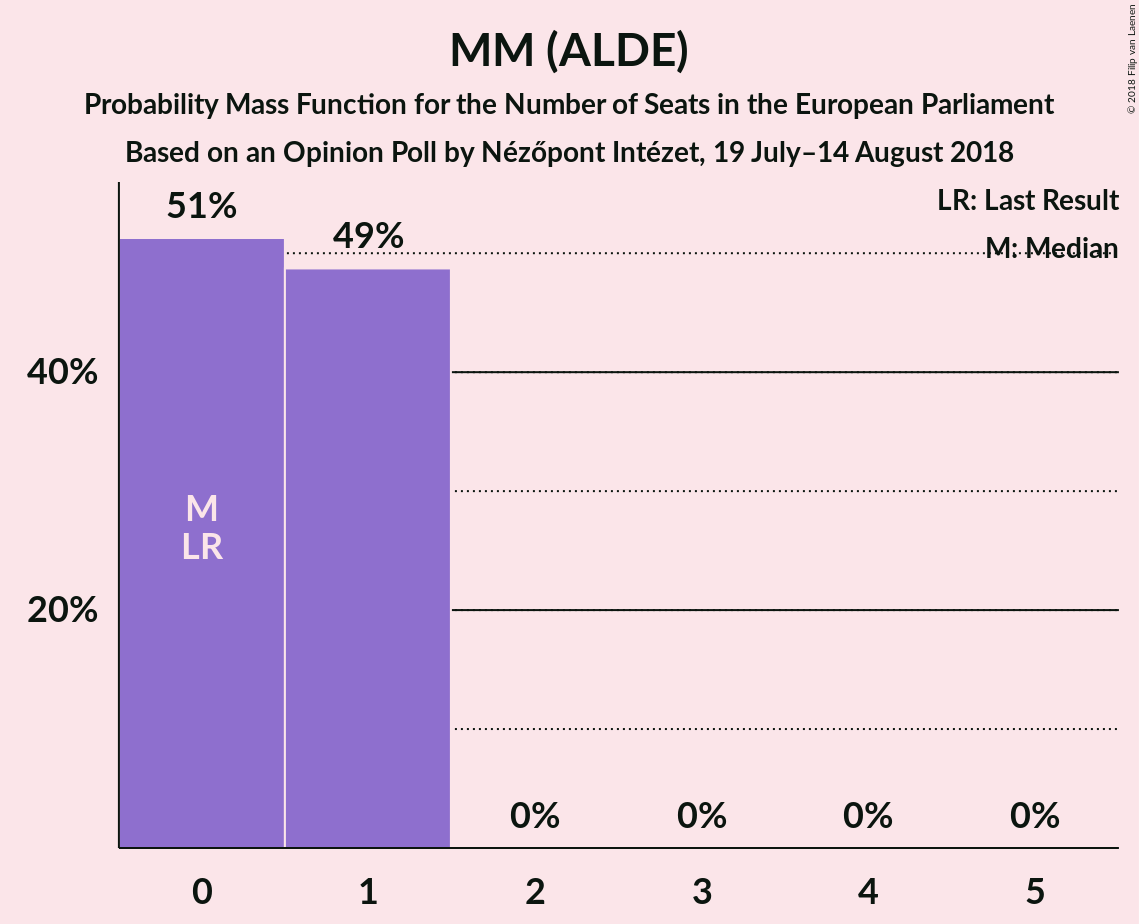 MM (ALDE)
Probability Mass Function for the Number of Seats in the European Parliament
Based on an Opinion Poll by Nézőpont Intézet, 19 July–14 August 2018
© 2018 Filip van Laenen
LR: Last Result
M: Median
51%
49%
40%
20%
M
LR
0%
0%
0%
0%
0
1
2
3
4
5